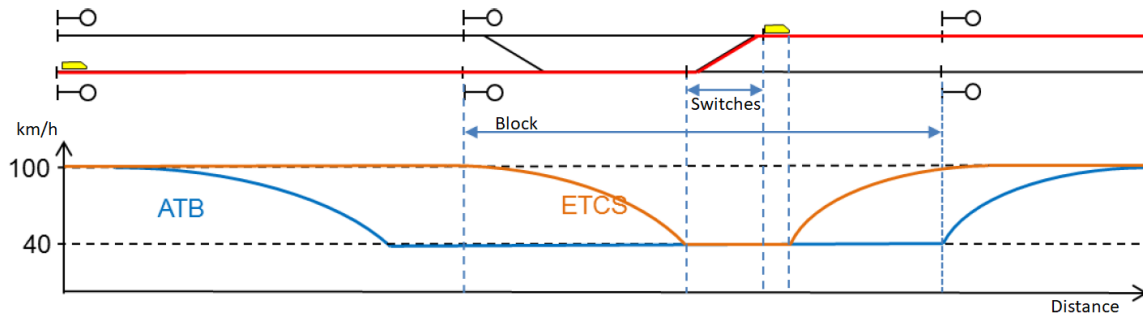 Switches
Block
km/h
100
ATB
ETCS
40
Distance